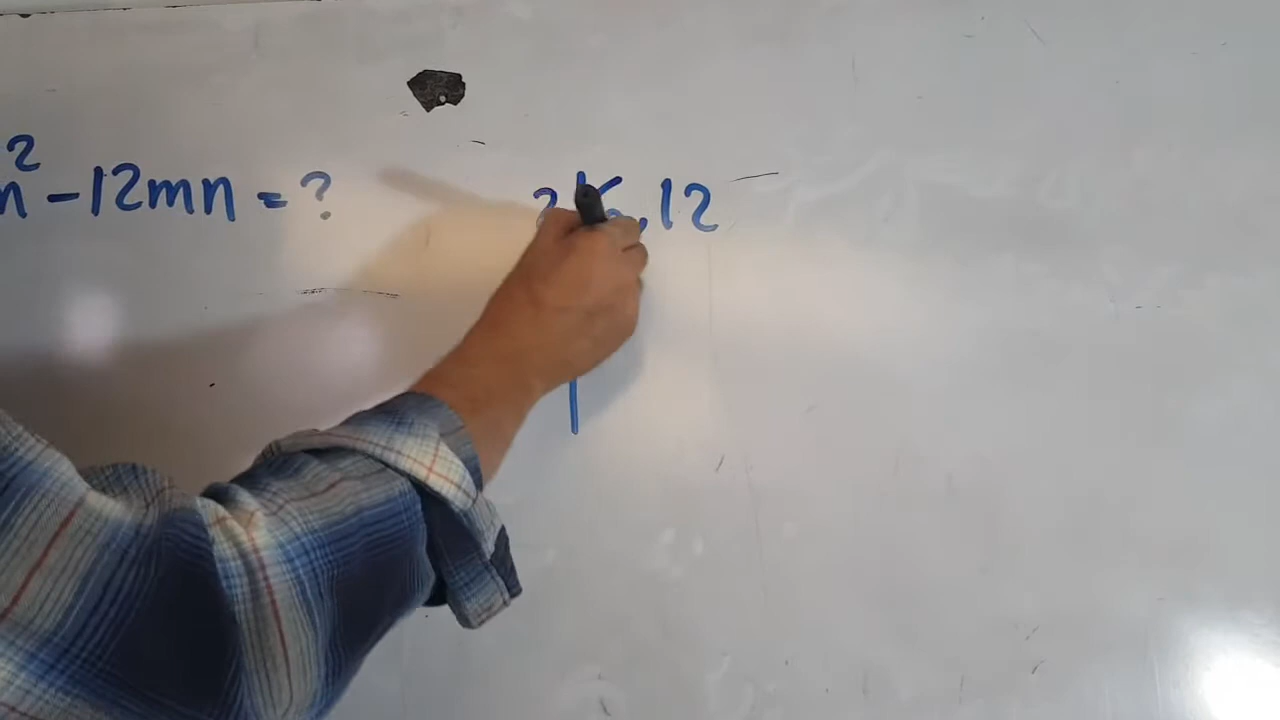 n² - 12mn = ?
,12